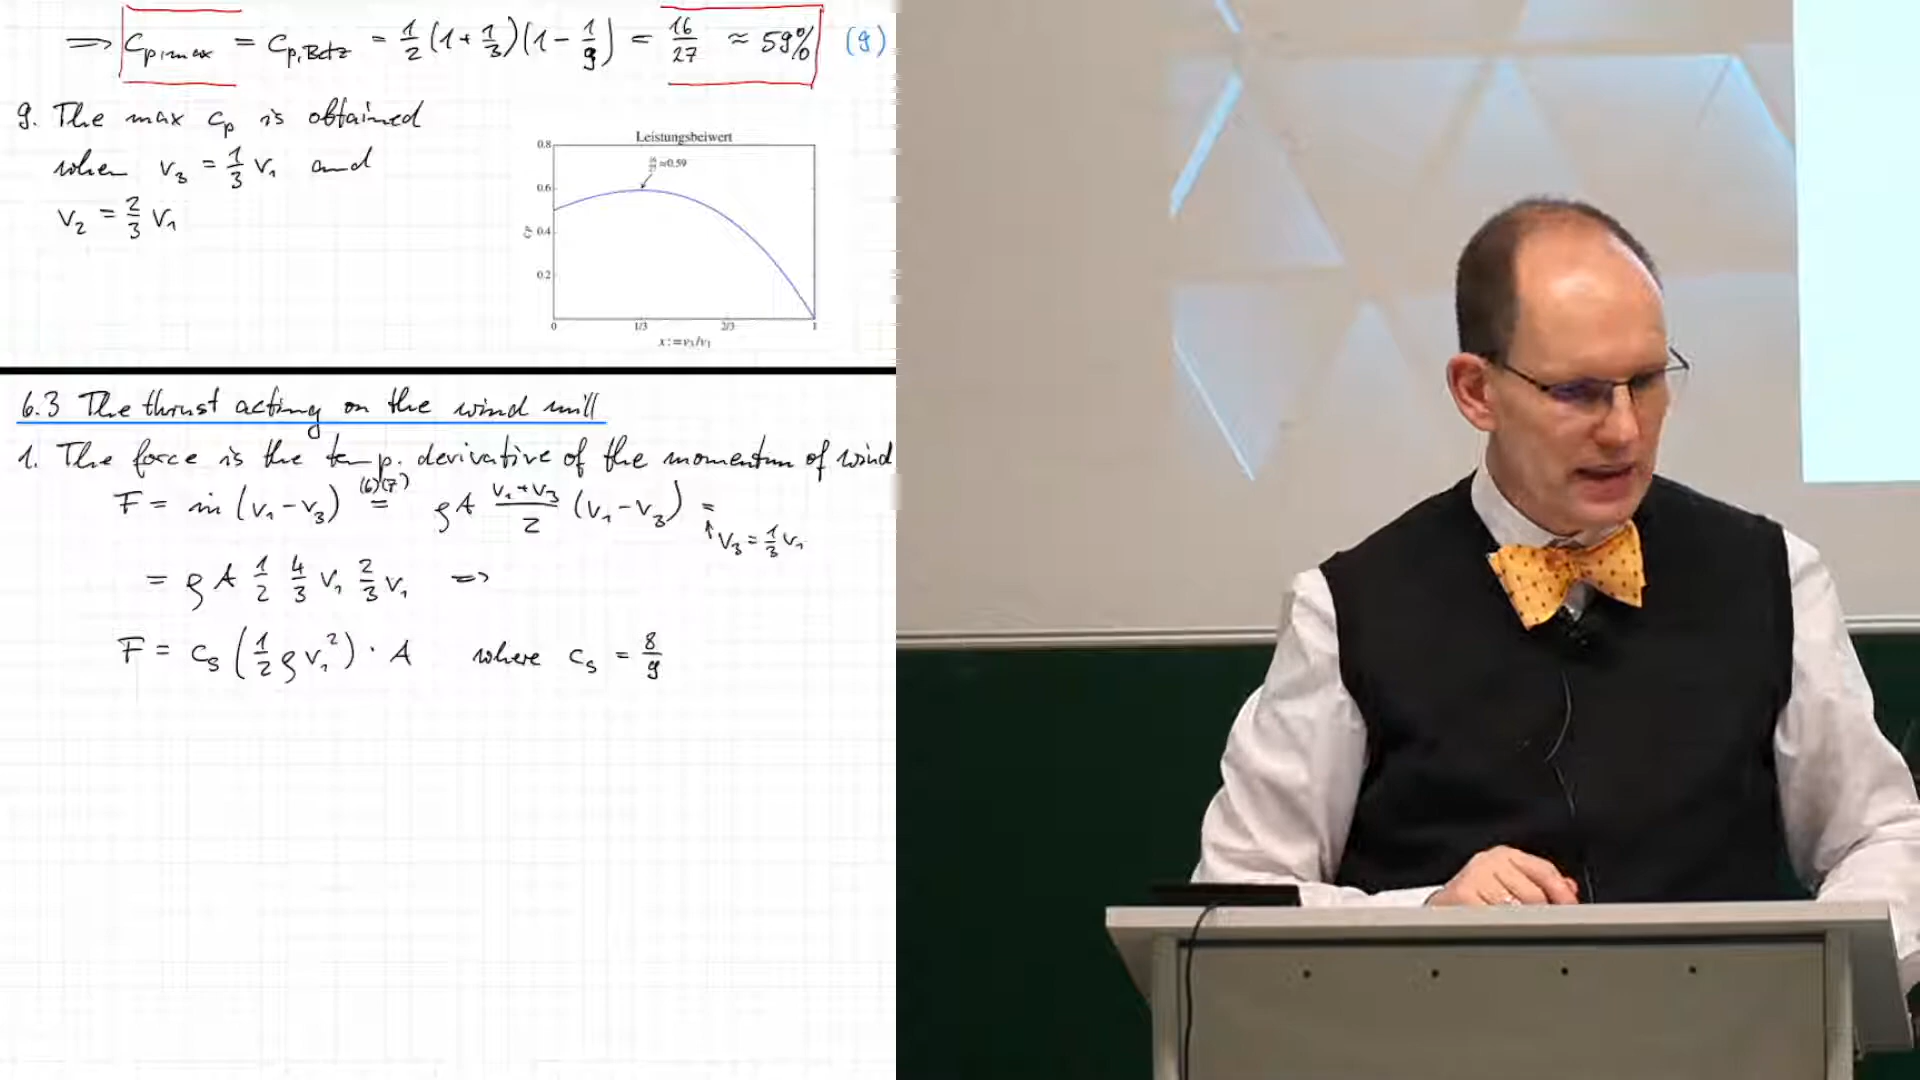 ⇒ c_{p,max} = c_{p,Betz} = 1/2 (1 + 1/3)(1 − 1/9) = 16/27 ≈ 59% (9)
9. The max c_p is obtained
when v₃ = 1/3 v₁ and
v₂ = 2/3 v₁
Leistungsbeiwert
16/27 ≈0.59
0.8
0.6
0.4
0.2
c_P
0 1/3 2/3 1
x:=v₃/v₁
6.3 The thrust acting on the wind mill
1. The force is the temp. derivative of the momentum of wind
F = ṁ (v₁ − v₃) (6)(7) = ρA (v₁+v₃)/2 (v₁ − v₃) =
↑ v₃ = 1/3 v₁
= ρ A 1/2 4/3 v₁ 2/3 v₁ ⇒
F = c_s (1/2 ρ v₁²) · A where c_s = 8/9